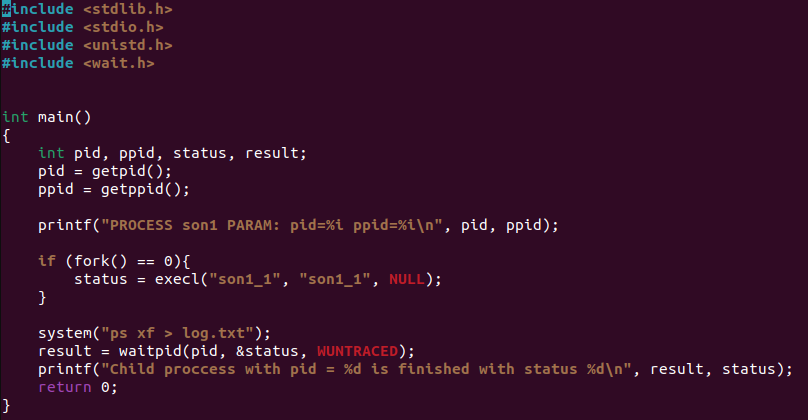 #include <stdlib.h>
#include <stdio.h>
#include <unistd.h>
#include <wait.h>
int main()
{
    int pid, ppid, status, result;
    pid = getpid();
    ppid = getppid();
    printf("PROCESS son1 PARAM: pid=%i ppid=%i\n", pid, ppid);
    if (fork() == 0){
        status = execl("son1_1", "son1_1", NULL);
    }
    system("ps xf > log.txt");
    result = waitpid(pid, &status, WUNTRACED);
    printf("Child proccess with pid = %d is finished with status %d\n", result, status);
    return 0;
}